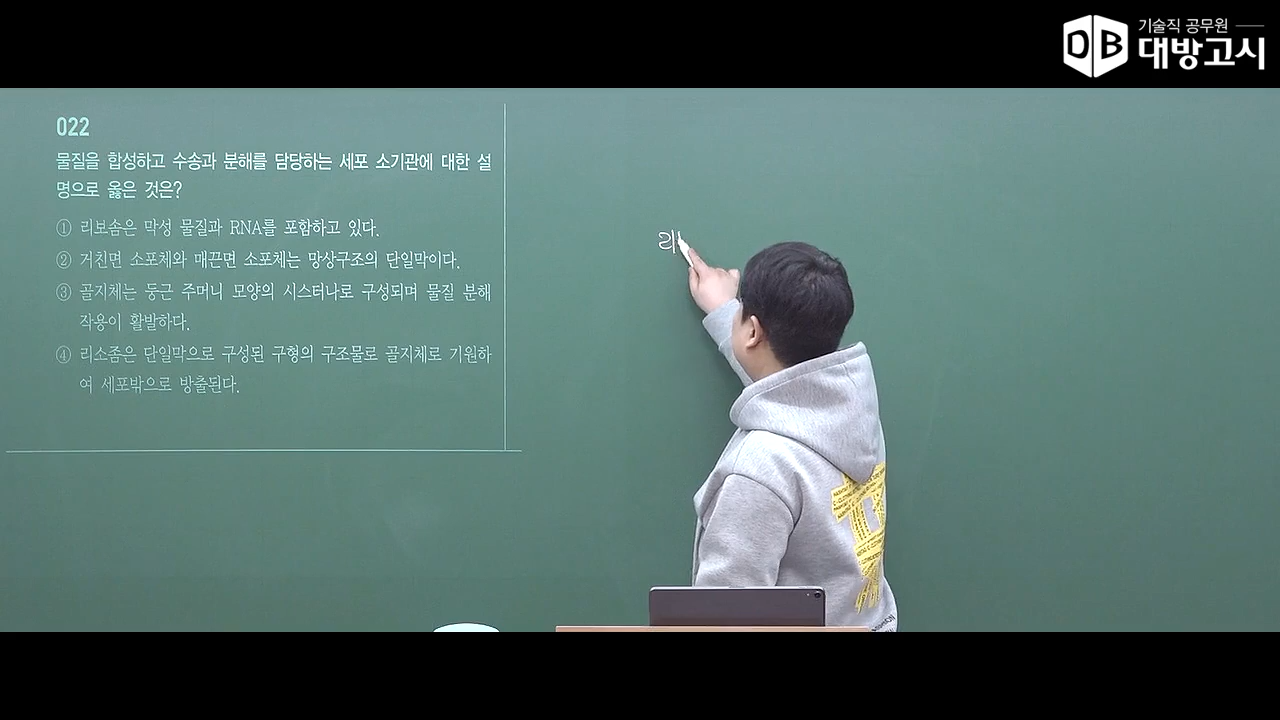 기술직 공무원
DB 대방고시
022
물질을 합성하고 수송과 분해를 담당하는 세포 소기관에 대한 설
명으로 옳은 것은?
① 리보솜은 막성 물질과 RNA를 포함하고 있다.
② 거친면 소포체와 매끈면 소포체는 망상구조의 단일막이다.
③ 골지체는 둥근 주머니 모양의 시스터나로 구성되며 물질 분해
작용이 활발하다.
④ 리소좀은 단일막으로 구성된 구형의 구조물로 골지체로 기원하
여 세포밖으로 방출된다.